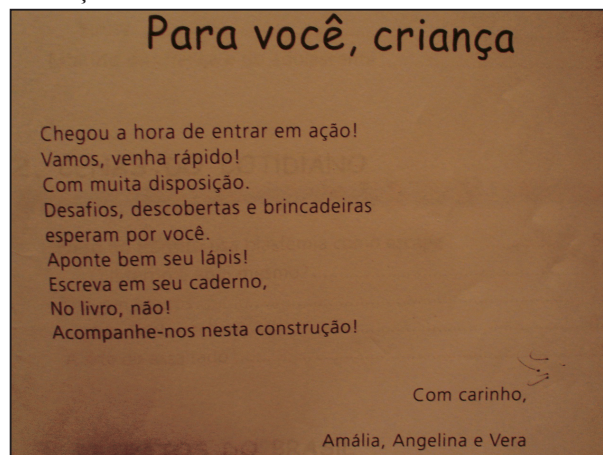 Para você, criança
Chegou a hora de entrar em ação!
Vamos, venha rápido!
Com muita disposição.
Desafios, descobertas e brincadeiras
esperam por você.
Aponte bem seu lápis!
Escreva em seu caderno,
No livro, não!
Acompanhe-nos nesta construção!
Com carinho,
Amália, Angelina e Vera